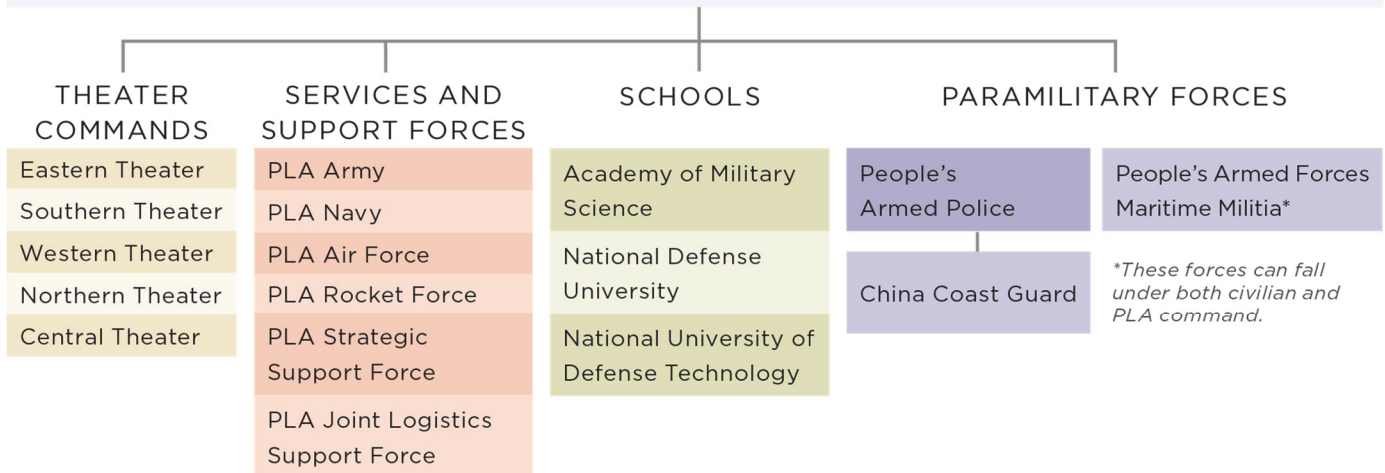 THEATER
COMMANDS
Eastern Theater
Southern Theater
Western Theater
Northern Theater
Central Theater
SERVICES AND
SUPPORT FORCES
PLA Army
PLA Navy
PLA Air Force
PLA Rocket Force
PLA Strategic
Support Force
PLA Joint Logistics
Support Force
SCHOOLS
Academy of Military
Science
National Defense
University
National University of
Defense Technology
PARAMILITARY FORCES
People's
Armed Police
China Coast Guard
People's Armed Forces
Maritime Militia*
*These forces can fall
under both civilian and
PLA command.